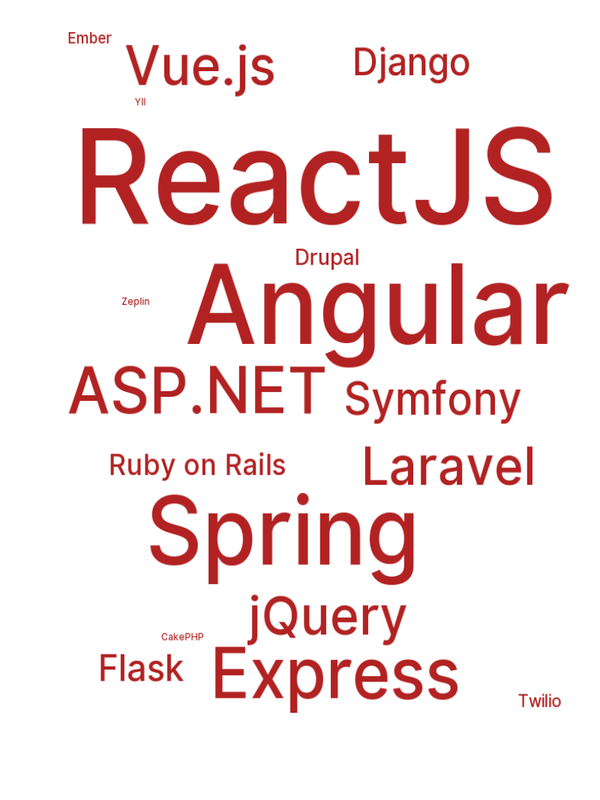 Ember
Vue.js
Django
YII
ReactJS
Drupal
Angular
Zeplin
ASP.NET
Symfony
Ruby on Rails
Laravel
Spring
jQuery
CakePHP
Flask
Express
Twilio